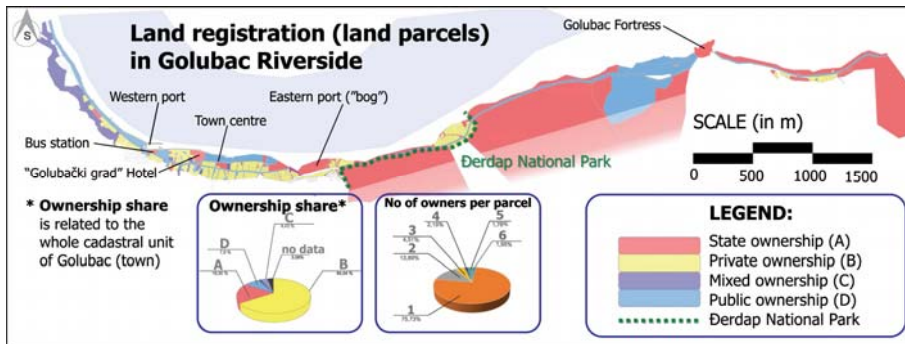 Land registration (land parcels)
in Golubac Riverside
S
Golubac Fortress
Western port
Eastern port ("bog")
Town centre
Bus station
"Golubački grad" Hotel
Đerdap National Park
SCALE (in m)
0 500 1000 1500
* Ownership share
is related to the
whole cadastral unit
of Golubac (town)
Ownership share*
C
D
no data
A
B
No of owners per parcel
4
5
3
6
2
1
75,73%
LEGEND:
State ownership (A)
Private ownership (B)
Mixed ownership (C)
Public ownership (D)
Đerdap National Park